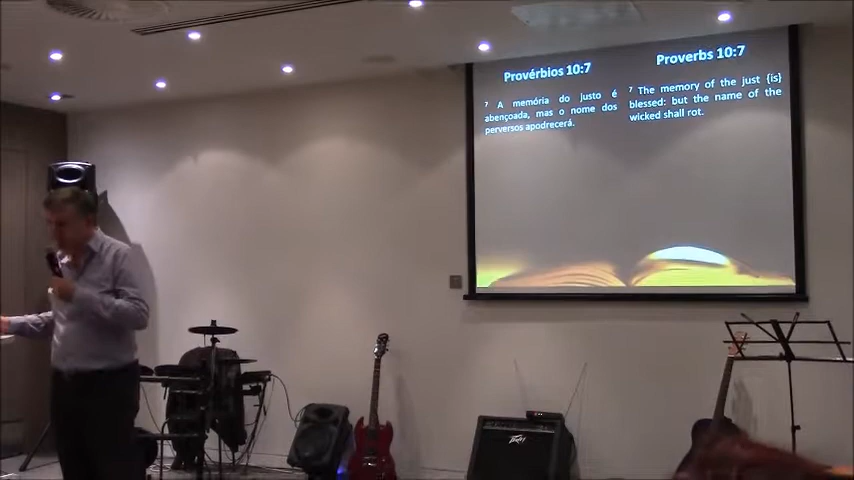 Provérbios 10:7
7 A memória do justo é
abençoada, mas o nome dos
perversos apodrecerá.
Proverbs 10:7
7 The memory of the just (is)
blessed: but the name of the
wicked shall rot.
PEAVEY